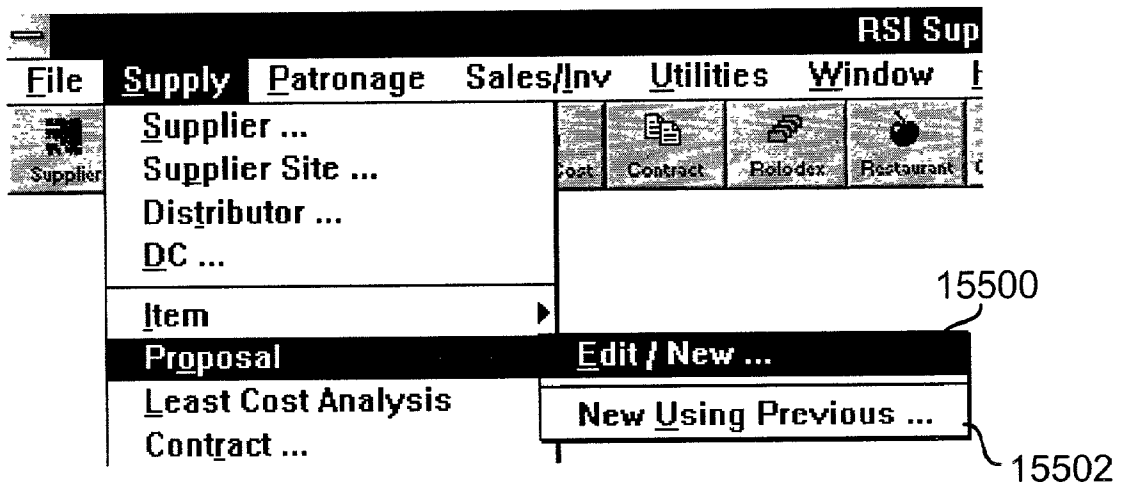 RSI Sup
File Supply Patronage Sales/Inv Utilities Window
Supplier ...
Supplier Cost Contract Rolodex Restaurant
Supplier Site ...
Distributor ...
DC ...
15500
Item
Proposal Edit / New ...
Least Cost Analysis
New Using Previous ...
Contract ...
15502